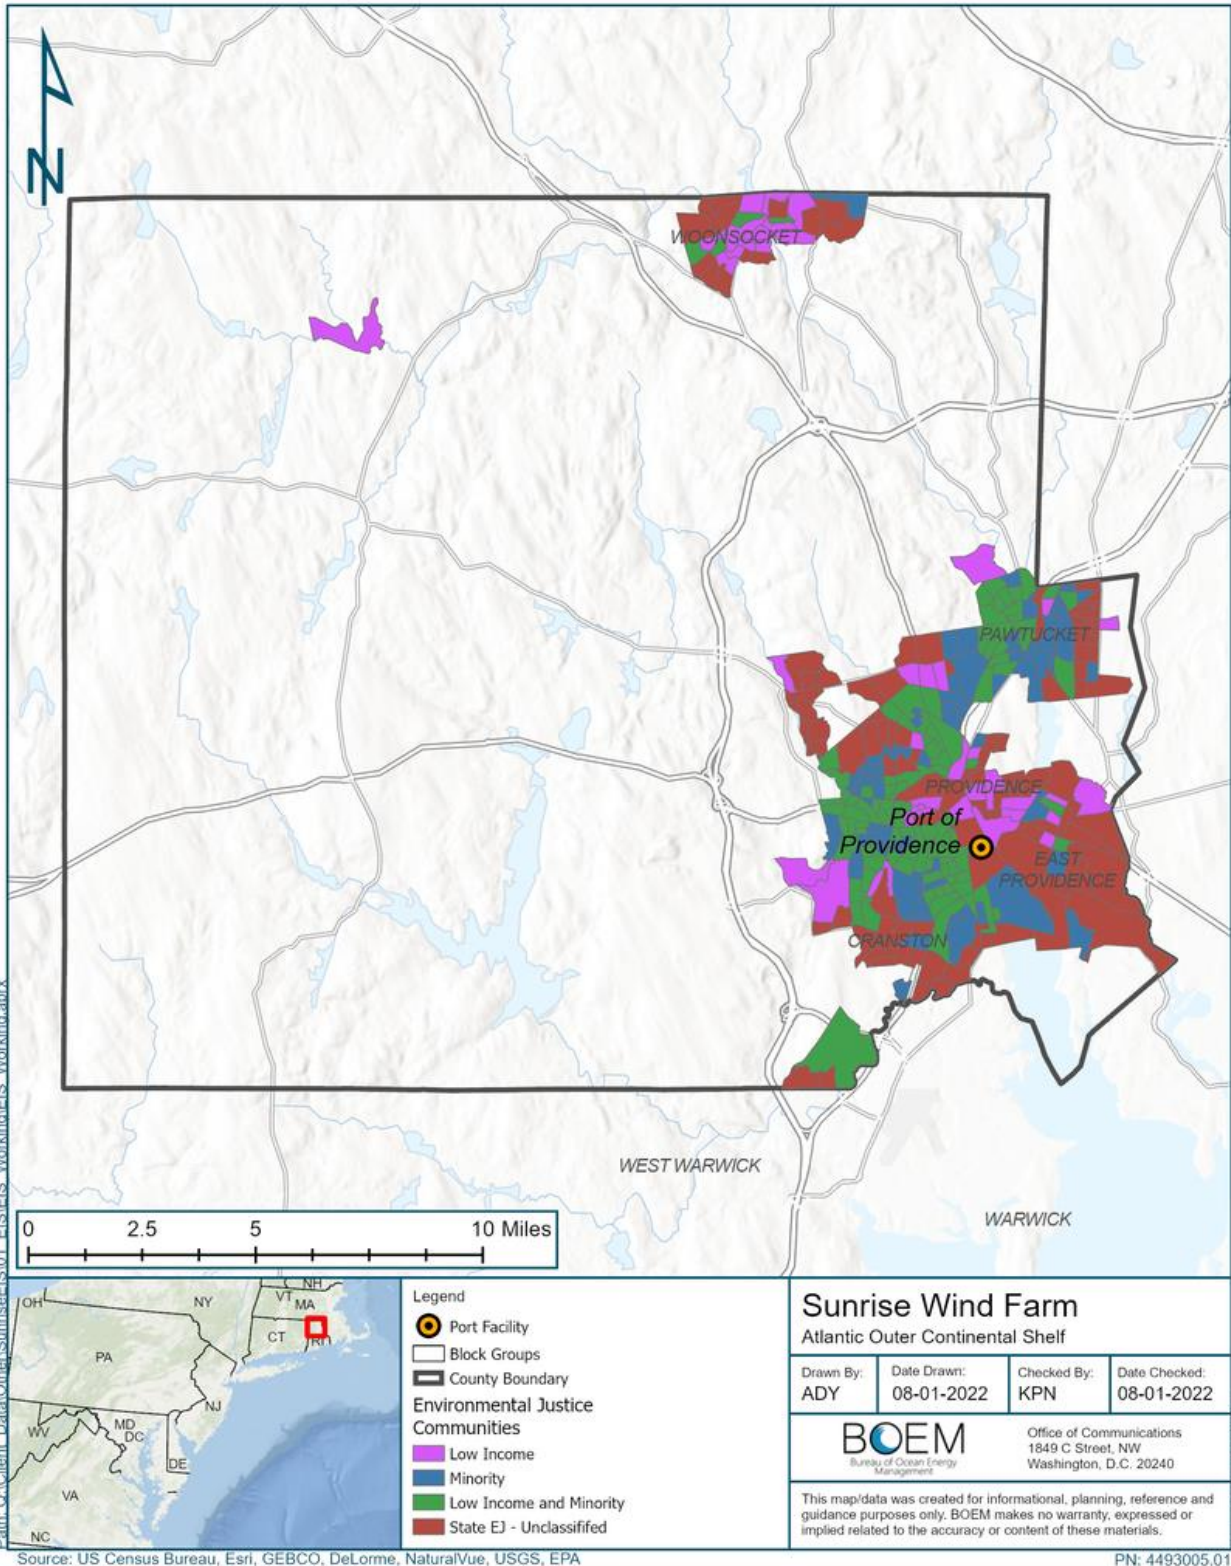 N
WOONSOCKET
PAWTUCKET
PROVIDENCE
Port of
Providence
EAST
PROVIDENCE
CRANSTON
WEST WARWICK
WARWICK
0 2.5 5 10 Miles
OH
NY
VT
NH
MA
CT
RI
PA
NJ
WV
MD
DC
DE
VA
NC
Legend
Port Facility
Block Groups
County Boundary
Environmental Justice
Communities
Low Income
Minority
Low Income and Minority
State EJ - Unclassififed
Sunrise Wind Farm
Atlantic Outer Continental Shelf
Drawn By:
ADY
Date Drawn:
08-01-2022
Checked By:
KPN
Date Checked:
08-01-2022
BOEM
Bureau of Ocean Energy
Management
Office of Communications
1849 C Street, NW
Washington, D.C. 20240
This map/data was created for informational, planning, reference and
guidance purposes only. BOEM makes no warranty, expressed or
implied related to the accuracy or content of these materials.
Source: US Census Bureau, Esri, GEBCO, DeLorme, NaturalVue, USGS, EPA
PN: 4493005.01